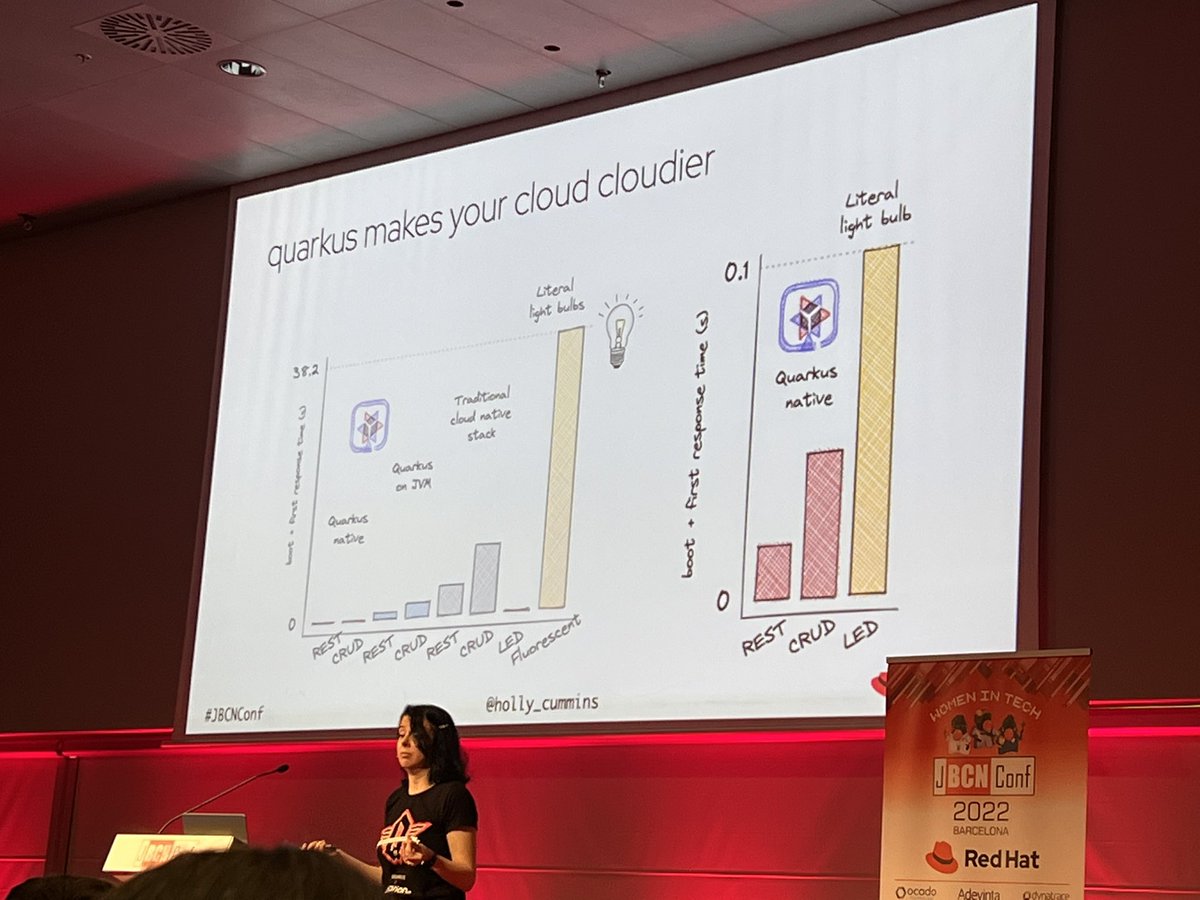 quarkus makes your cloud cloudier
Literal
light bulbs
38.2
boot + first response time (s)
Traditional
cloud native
stack
Quarkus
on JVM
Quarkus
native
0
REST
CRUD
REST
CRUD
REST
CRUD
LED
Fluorescent
Literal
light bulb
0.1
boot + first response time (s)
Quarkus
native
0
REST
CRUD
LED
#JBCNConf
@holly_cummins
WOMEN IN TECH
JBCNConf
2022
BARCELONA
Red Hat
ocado
Adevinta
dynatrace
JBCN